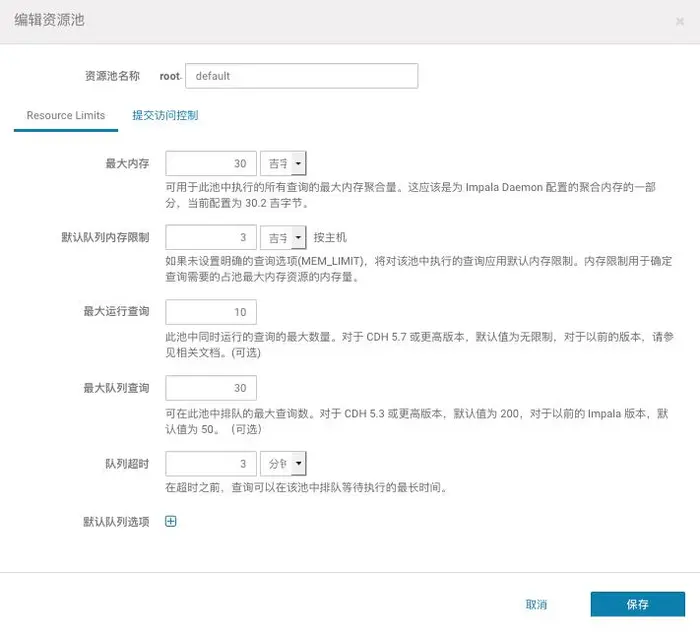 编辑资源池
×
资源池名称 root. default
Resource Limits 提交访问控制
最大内存 30 吉字
可用于此池中执行的所有查询的最大内存聚合量。这应该是为 Impala Daemon 配置的聚合内存的一部
分，当前配置为 30.2 吉字节。
默认队列内存限制 3 吉字 按主机
如果未设置明确的查询选项(MEM_LIMIT)，将对该池中执行的查询应用默认内存限制。内存限制用于确定
查询需要的占池最大内存资源的内存量。
最大运行查询 10
此池中同时运行的查询的最大数量。对于 CDH 5.7 或更高版本，默认值为无限制，对于以前的版本，请参
见相关文档。(可选)
最大队列查询 30
可在此池中排队的最大查询数。对于 CDH 5.3 或更高版本，默认值为 200，对于以前的 Impala 版本，默
认值为 50。（可选）
队列超时 3 分钟
在超时之前，查询可以在该池中排队等待执行的最长时间。
默认队列选项
取消 保存